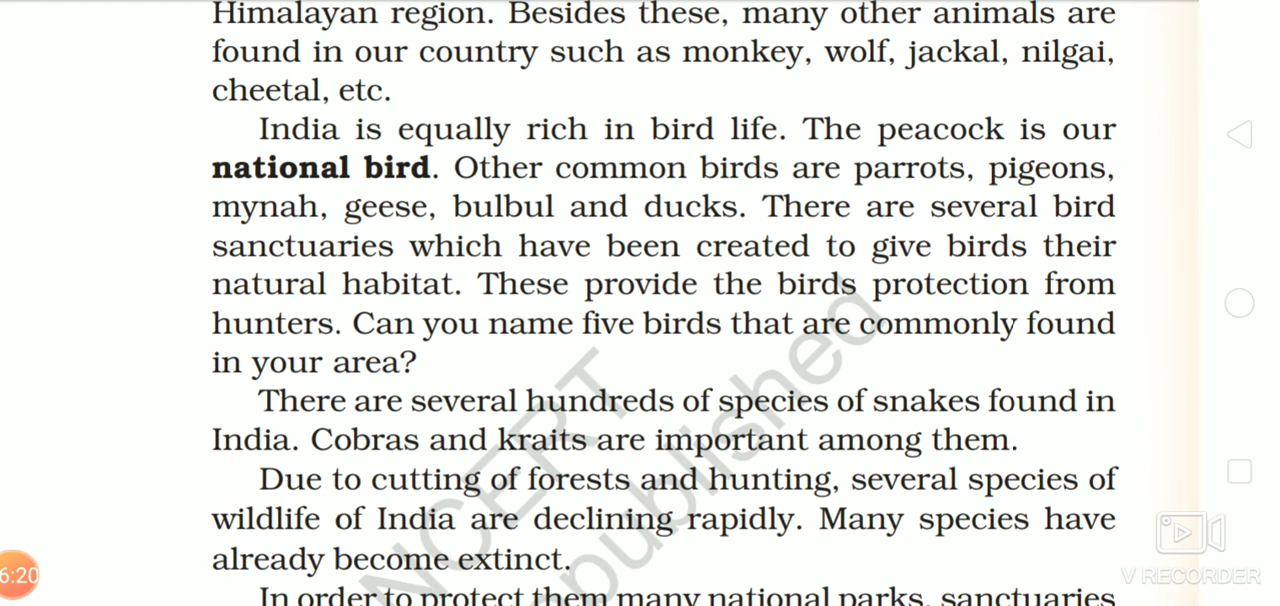 Himalayan region. Besides these, many other animals are
found in our country such as monkey, wolf, jackal, nilgai,
cheetal, etc.
India is equally rich in bird life. The peacock is our
national bird. Other common birds are parrots, pigeons,
mynah, geese, bulbul and ducks. There are several bird
sanctuaries which have been created to give birds their
natural habitat. These provide the birds protection from
hunters. Can you name five birds that are commonly found
in your area?
There are several hundreds of species of snakes found in
India. Cobras and kraits are important among them.
Due to cutting of forests and hunting, several species of
wildlife of India are declining rapidly. Many species have
already become extinct.
In order to protect them many national parks, sanctuaries
NCERT
published
6:20
V RECORDER